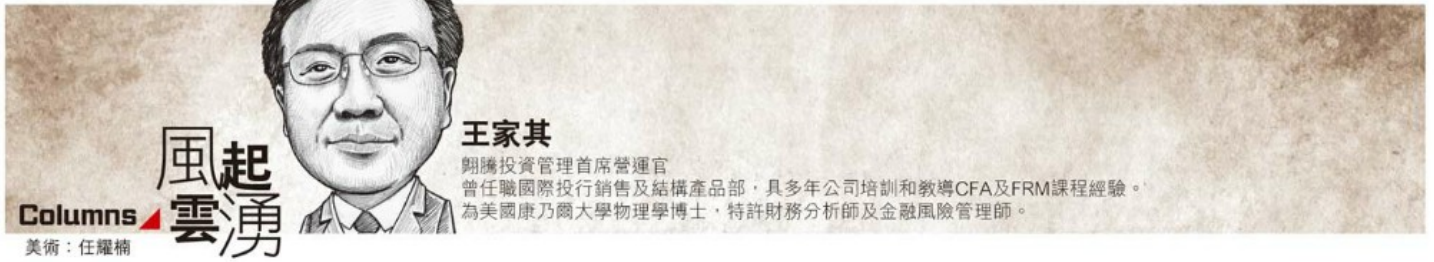 風起
雲湧
Columns
美術：任耀楠
王家其
翺騰投資管理首席營運官
曾任職國際投行銷售及結構產品部，具多年公司培訓和教導CFA及FRM課程經驗。
為美國康乃爾大學物理學博士，特許財務分析師及金融風險管理師。